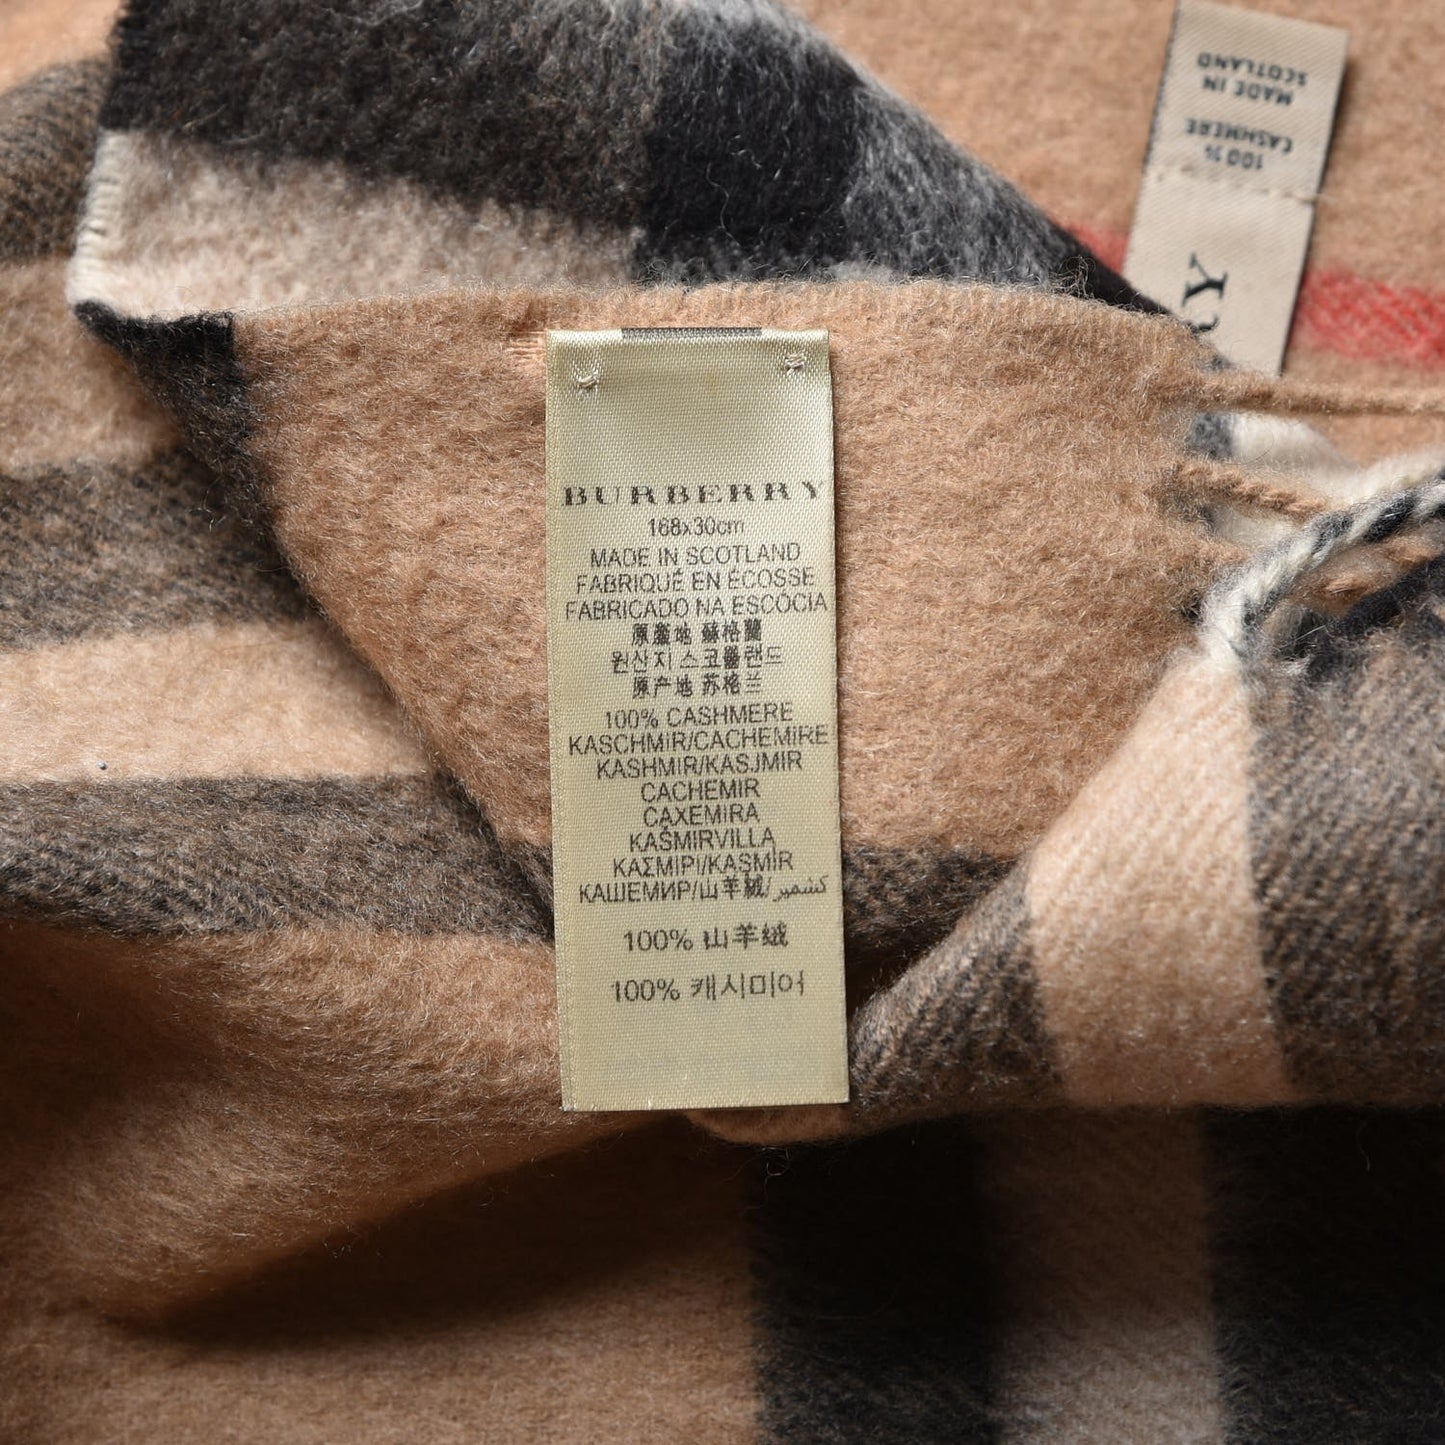 100%
CASHMERE
MADE IN
SCOTLAND
RY
BURBERRY
168x30cm
MADE IN SCOTLAND
FABRIQUÉ EN ÉCOSSE
FABRICADO NA ESCÓCIA
原產地 蘇格蘭
원산지 스코틀랜드
原产地 苏格兰
100% CASHMERE
KASCHMIR/CACHEMIRE
KASHMIR/KASJMIR
CACHEMIR
CAXEMIRA
KAŠMIRVILLA
ΚΑΣΜΙΡΙ/KAŞMİR
КАШЕМИР/山羊絨/كشمير
100% 山羊绒
100% 캐시미어